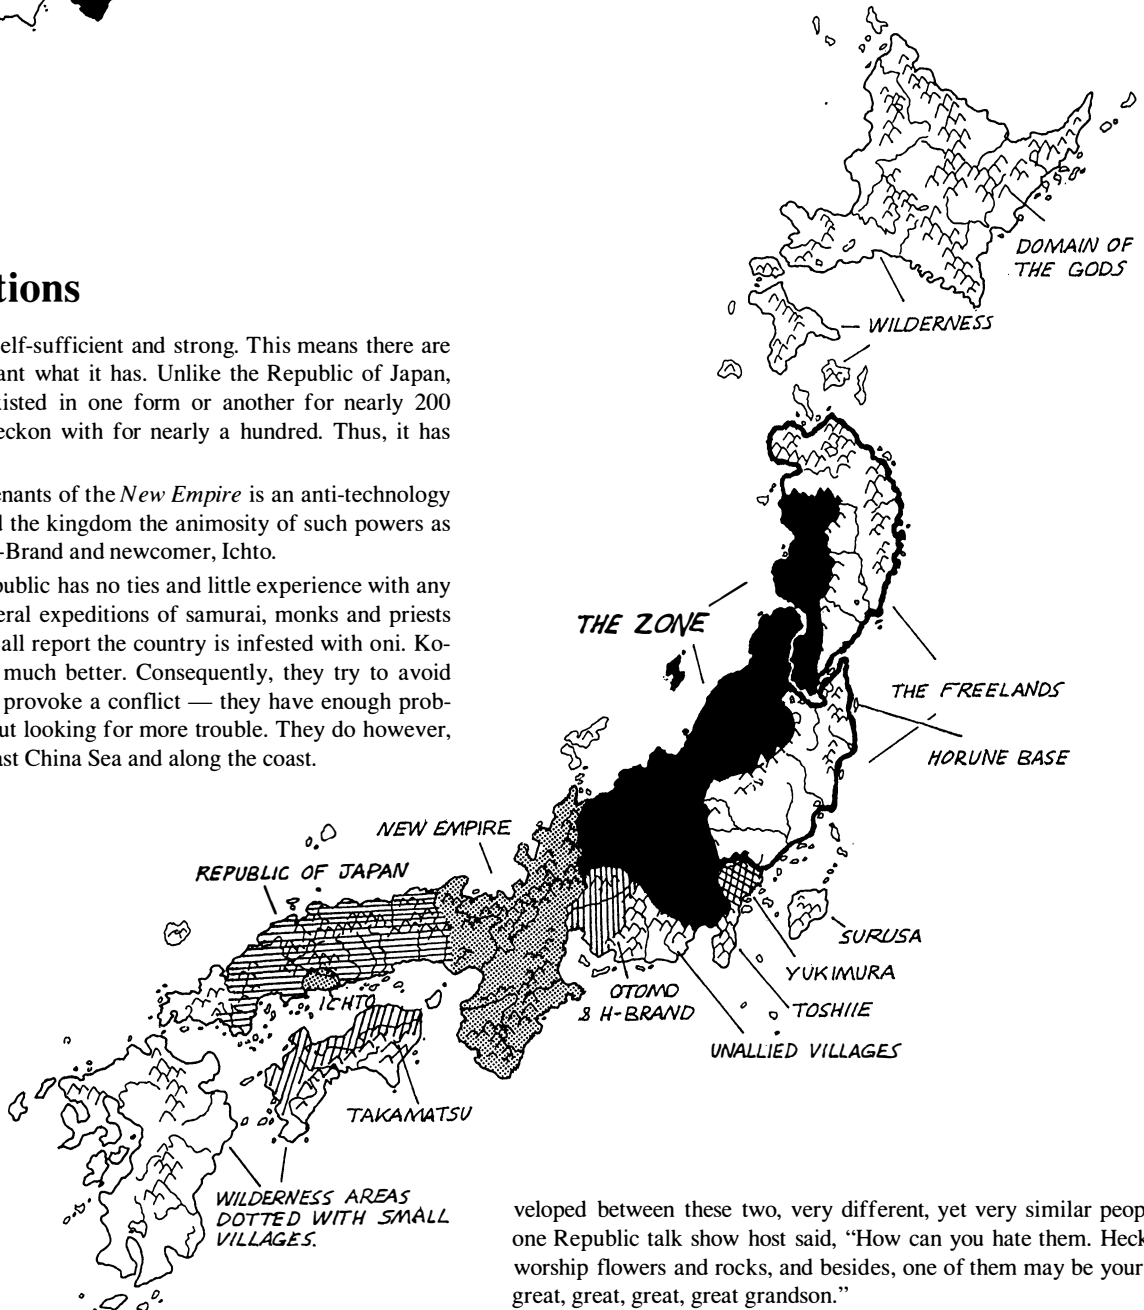 tions
elf-sufficient and strong. This means there are
ant what it has. Unlike the Republic of Japan,
isted in one form or another for nearly 200
eckon with for nearly a hundred. Thus, it has
enants of the New Empire is an anti-technology
d the kingdom the animosity of such powers as
-Brand and newcomer, Ichto.
public has no ties and little experience with any
eral expeditions of samurai, monks and priests
all report the country is infested with oni. Ko-
much better. Consequently, they try to avoid
provoke a conflict — they have enough prob-
ut looking for more trouble. They do however,
ast China Sea and along the coast.
DOMAIN OF
THE GODS
WILDERNESS
THE ZONE
THE FREELANDS
HORUNE BASE
NEW EMPIRE
REPUBLIC OF JAPAN
SURUSA
YUKIMURA
OTOMO
& H-BRAND
TOSHIIE
ICHTO
UNALLIED VILLAGES
TAKAMATSU
WILDERNESS AREAS
DOTTED WITH SMALL
VILLAGES.
veloped between these two, very different, yet very similar peop
one Republic talk show host said, “How can you hate them. Heck
worship flowers and rocks, and besides, one of them may be your
great, great, great, great grandson.”